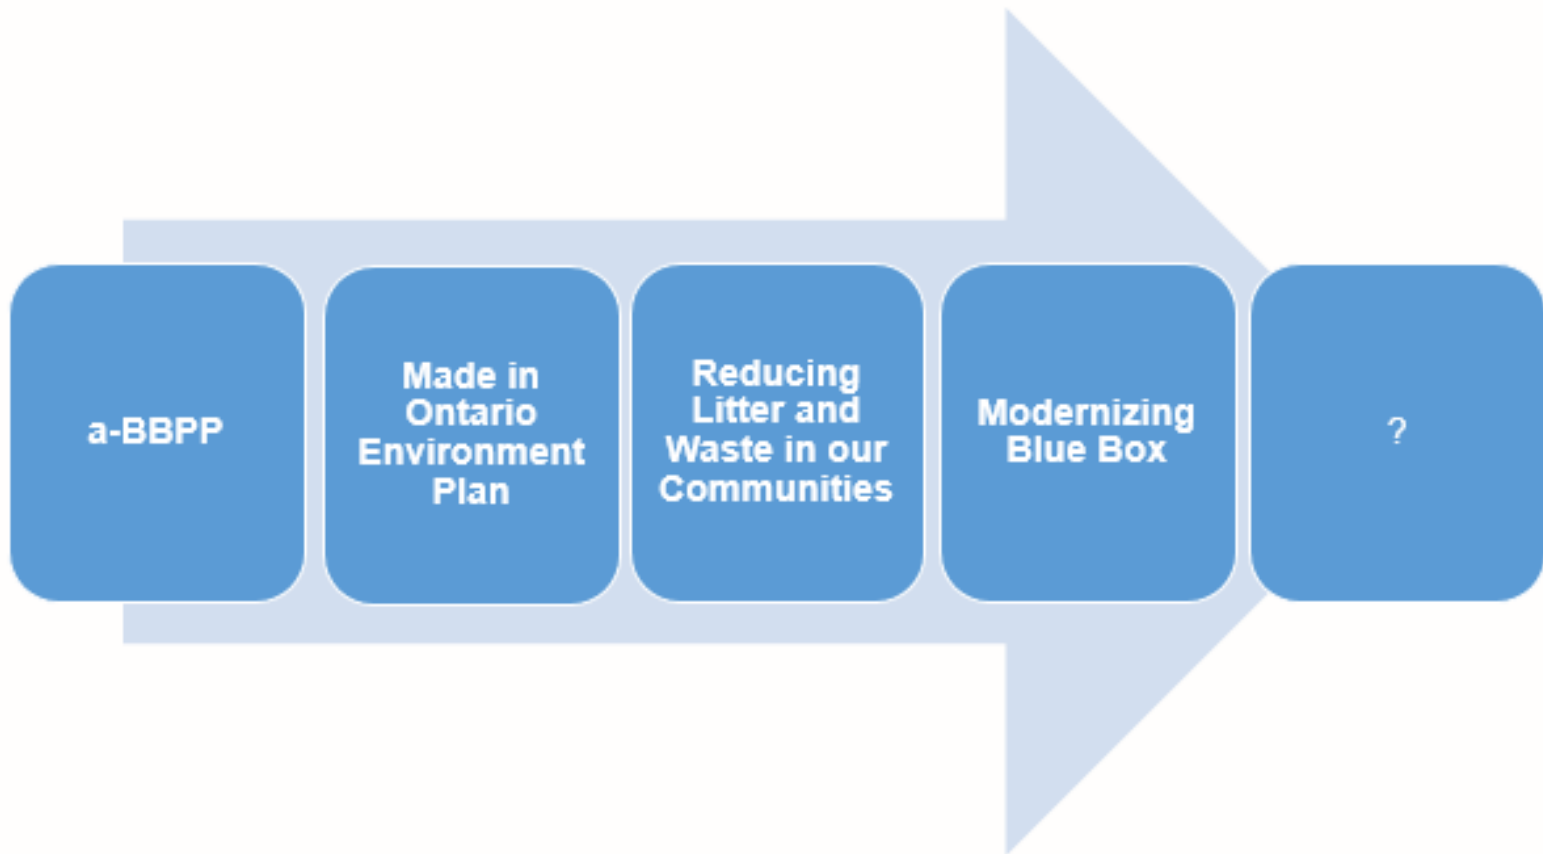 a-BBPP
Made in
Ontario
Environment
Plan
Reducing
Litter and
Waste in our
Communities
Modernizing
Blue Box
?